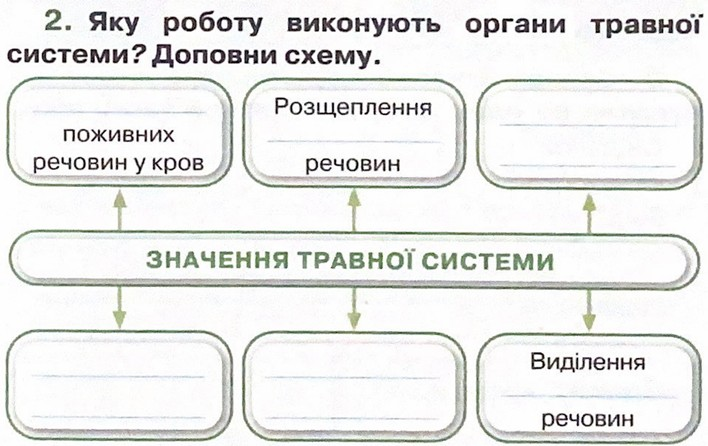 2. Яку роботу виконують органи травної
системи? Доповни схему.
поживних
речовин у кров
Розщеплення
речовин
ЗНАЧЕННЯ ТРАВНОЇ СИСТЕМИ
Виділення
речовин